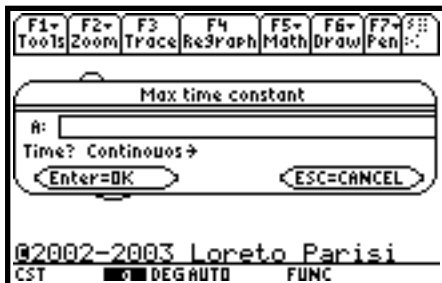 F1▾ F2▾ F3 F4 F5▾ F6▾ F7▾
Tools Zoom Trace ReGraph Math Draw Pen
Max time constant
A:
Time? Continouos→
Enter=OK ESC=CANCEL
@2002-2003 Loreto Parisi
CST DEG AUTO FUNC